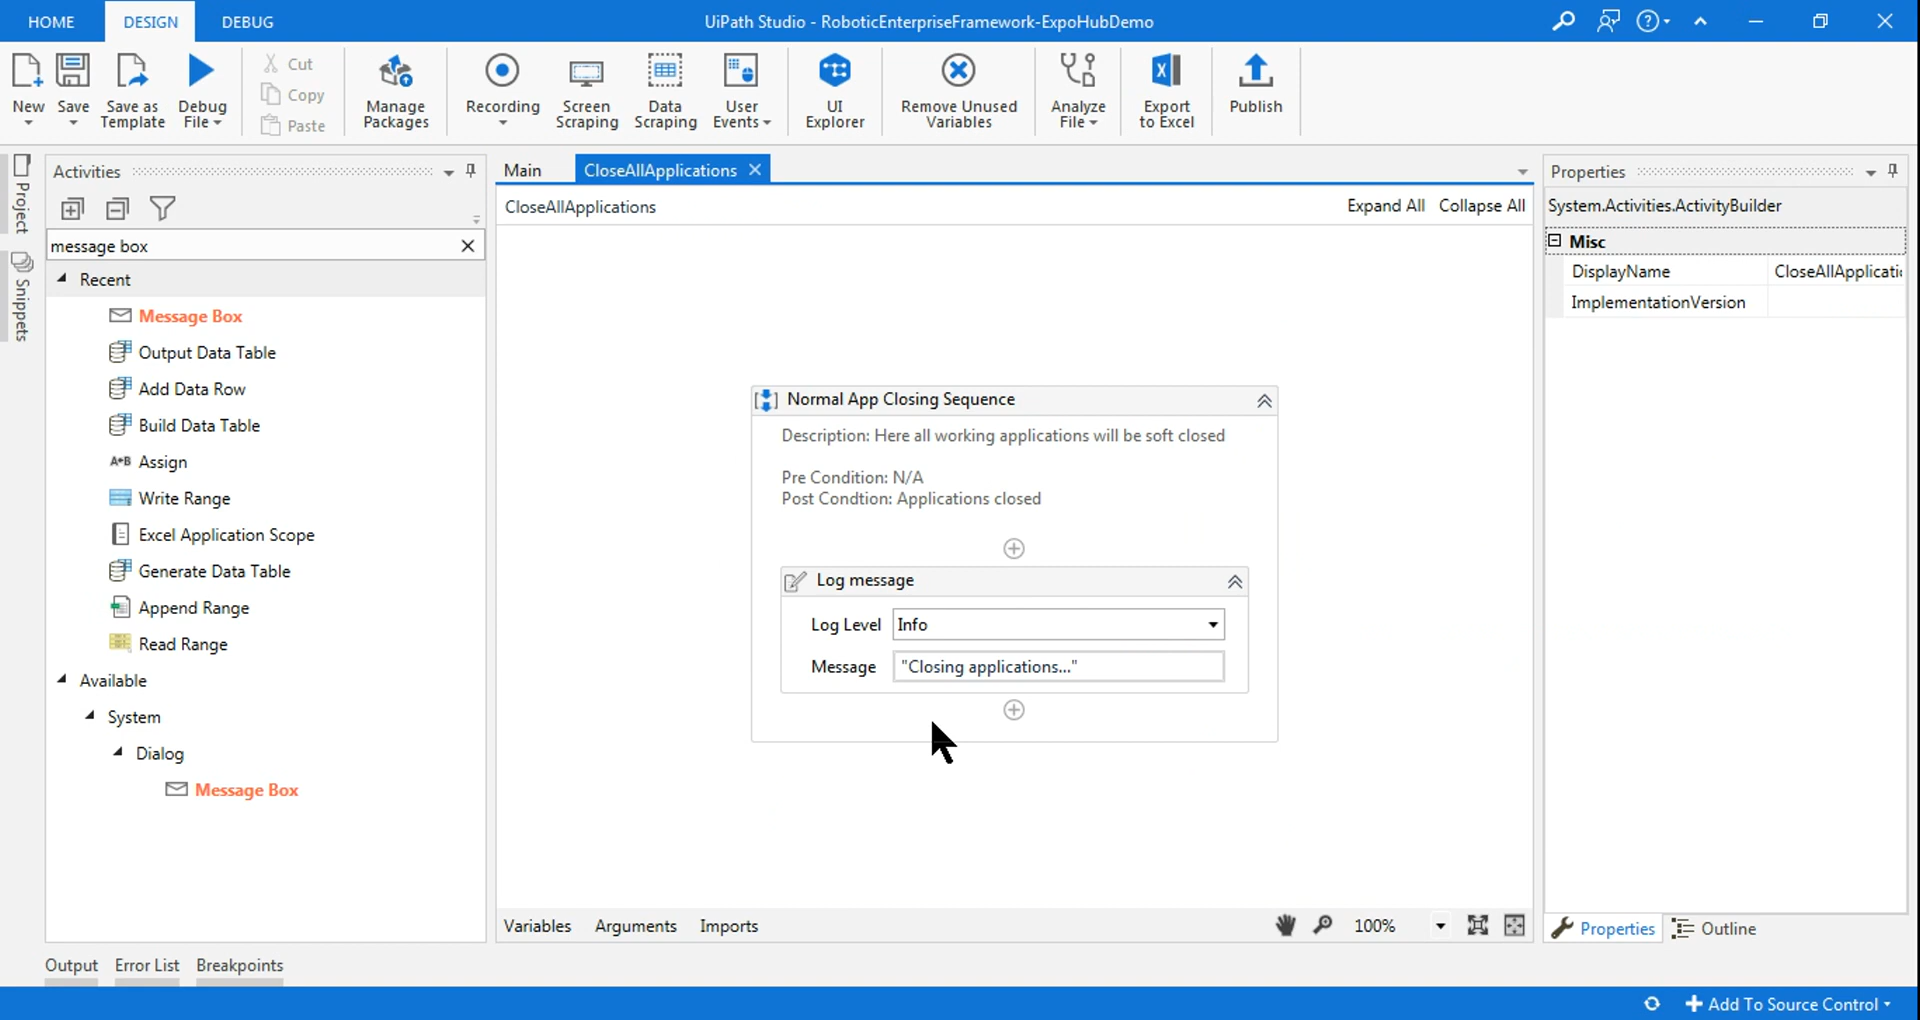 HOME DESIGN DEBUG UiPath Studio - RoboticEnterpriseFramework-ExpoHubDemo
New Save Save as Template Debug File Cut Copy Paste Manage Packages Recording Screen Scraping Data Scraping User Events UI Explorer Remove Unused Variables Analyze File Export to Excel Publish
Project
Snippets
Activities
message box
Recent
Message Box
Output Data Table
Add Data Row
Build Data Table
A+B Assign
Write Range
Excel Application Scope
Generate Data Table
Append Range
Read Range
Available
System
Dialog
Message Box
Main CloseAllApplications
CloseAllApplications Expand All Collapse All
Normal App Closing Sequence
Description: Here all working applications will be soft closed
Pre Condition: N/A
Post Condtion: Applications closed
Log message
Log Level Info
Message "Closing applications..."
Variables Arguments Imports 100%
Properties
System.Activities.ActivityBuilder
Misc
DisplayName CloseAllApplicati
ImplementationVersion
Properties Outline
Output Error List Breakpoints
Add To Source Control